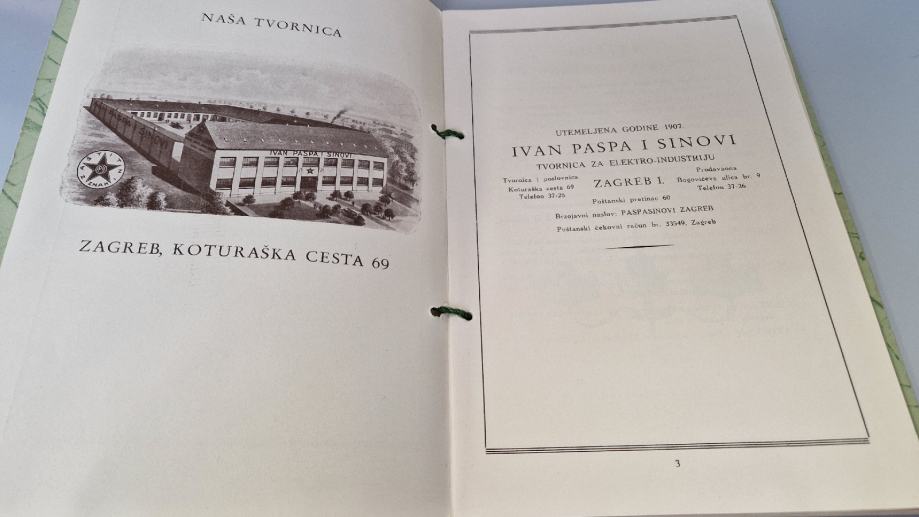 NAŠA TVORNICA
IVAN PASPA I SINOVI
ZAGREB, KOTURAŠKA CESTA 69
UTEMELJENA GODINE 1907.
IVAN PASPA I SINOVI
TVORNICA ZA ELEKTRO-INDUSTRIJU
Tvornica i poslovnica
Koturaška cesta 69
Telefon 37-25
ZAGREB I.
Prodavaona
Bogovićeva ulica br. 9
Telefon 37-36
Poštanski pretinac 60
Brzojavni naslov: PASPASINOVI ZAGREB
Poštanski čekovni račun br. 33549, Zagreb
3